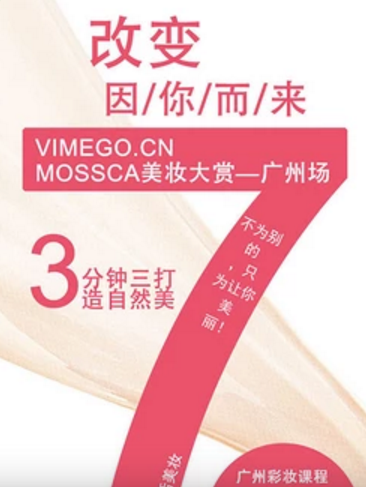 改变
因/你/而/来
VIMEGO.CN
MOSSCA美妆大赏—广州场
不为别
的
，只
为让你
美
丽！
3分钟三打
造自然美
美妆
广州彩妆课程